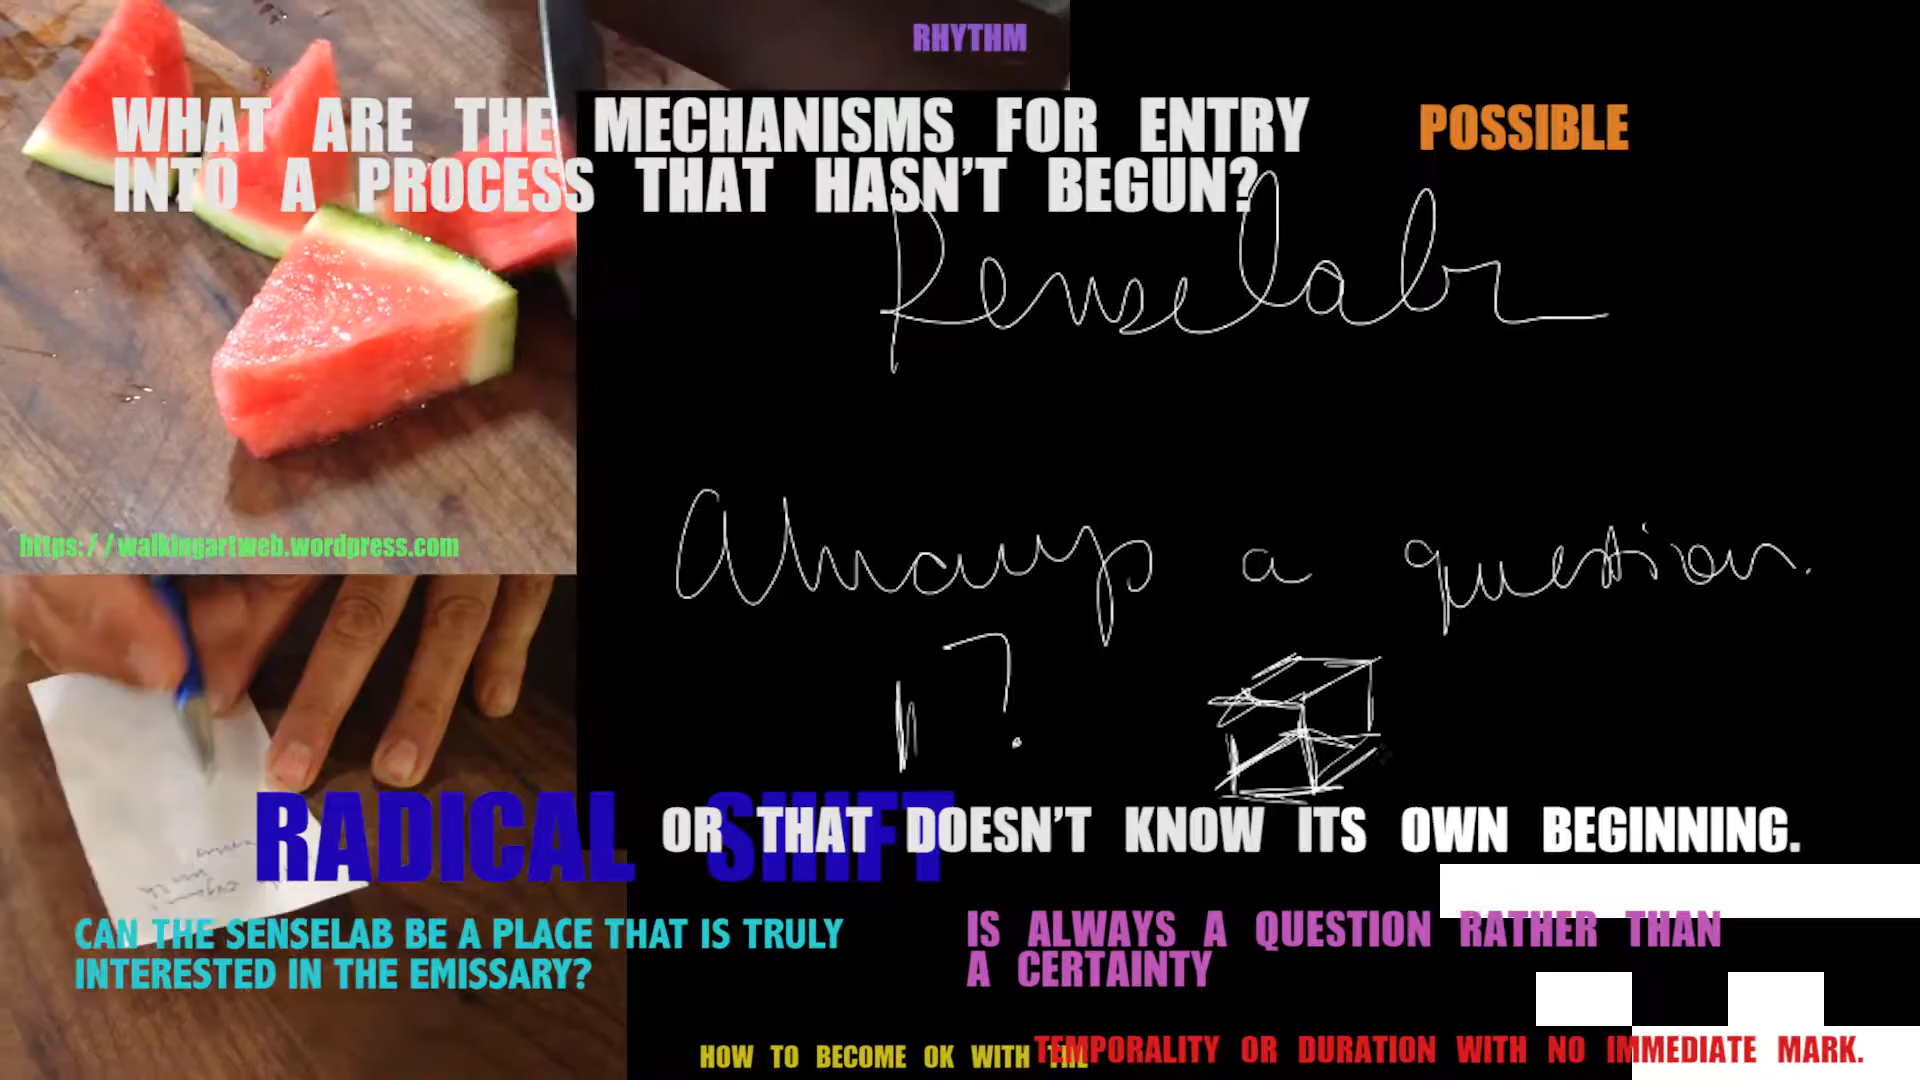 RHYTHM
WHAT ARE THE MECHANISMS FOR ENTRY
INTO A PROCESS THAT HASN'T BEGUN?
POSSIBLE
Senselab
Always a question.
?
https://walkingartweb.wordpress.com
RADICAL SHIFT
OR THAT DOESN'T KNOW ITS OWN BEGINNING.
CAN THE SENSELAB BE A PLACE THAT IS TRULY
INTERESTED IN THE EMISSARY?
IS ALWAYS A QUESTION RATHER THAN
A CERTAINTY
HOW TO BECOME OK WITH
TEMPORALITY OR DURATION WITH NO IMMEDIATE MARK.